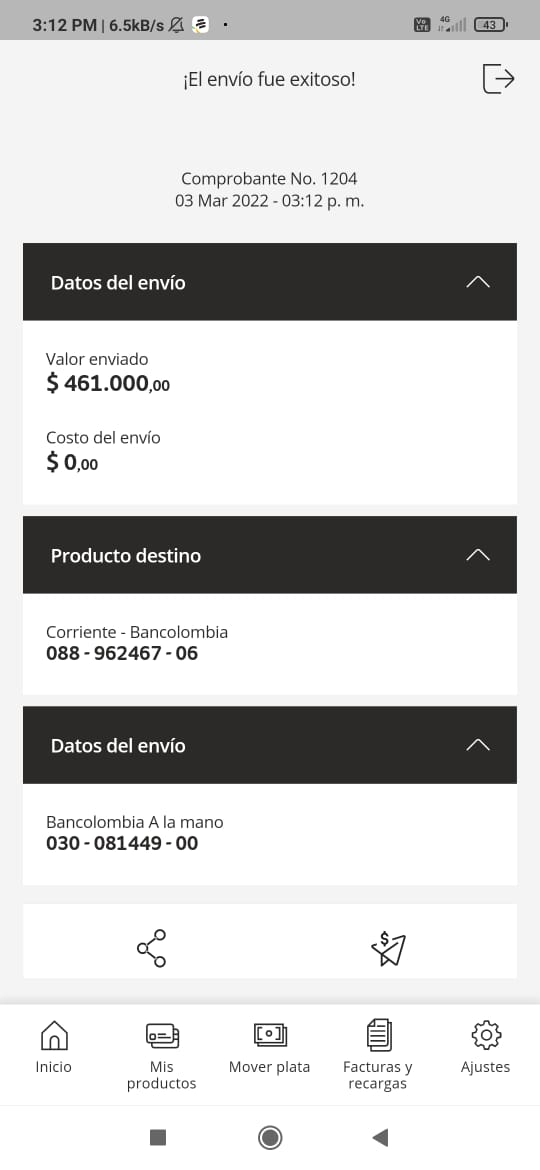 3:12 PM | 6.5kB/s
Vo LTE 4G 43
¡El envío fue exitoso!
Comprobante No. 1204
03 Mar 2022 - 03:12 p. m.
Datos del envío
Valor enviado
$ 461.000,00
Costo del envío
$ 0,00
Producto destino
Corriente - Bancolombia
088 - 962467 - 06
Datos del envío
Bancolombia A la mano
030 - 081449 - 00
Inicio
Mis productos
Mover plata
Facturas y recargas
Ajustes